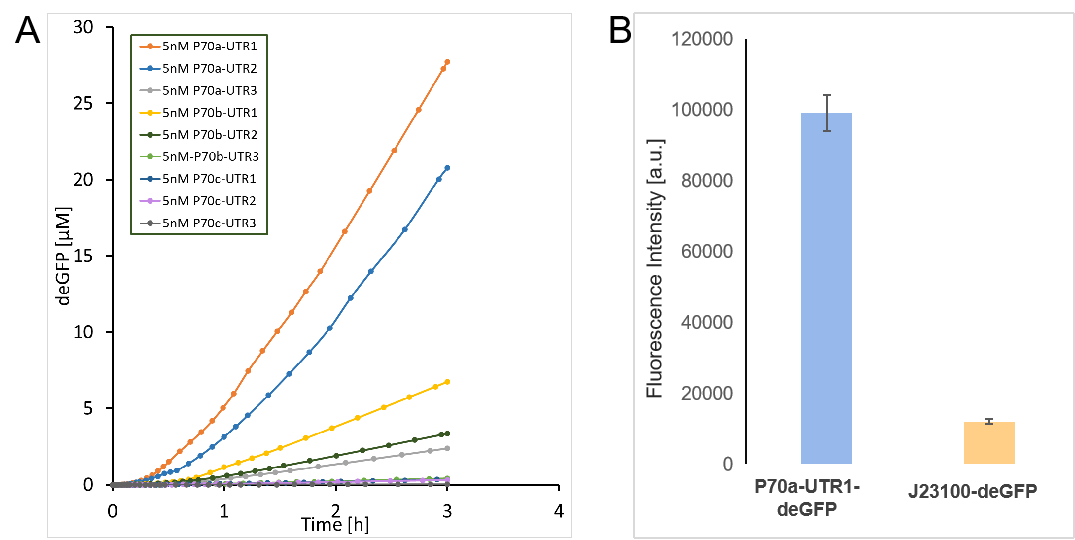 A
30
25
20
15
10
5
0
deGFP [µM]
5nM P70a-UTR1
5nM P70a-UTR2
5nM P70a-UTR3
5nM P70b-UTR1
5nM P70b-UTR2
5nM-P70b-UTR3
5nM P70c-UTR1
5nM P70c-UTR2
5nM P70c-UTR3
0 1 2 3 4
Time [h]
B
120000
100000
80000
60000
40000
20000
0
Fluorescence Intensity [a.u.]
P70a-UTR1-
deGFP
J23100-deGFP